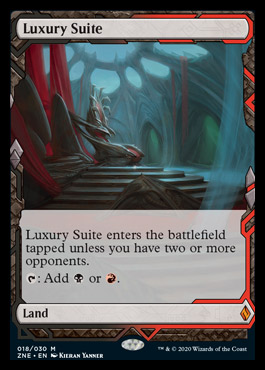 Luxury Suite
Luxury Suite enters the battlefield
tapped unless you have two or more
opponents.
: Add or .
Land
018/030 M
ZNE • EN Kieran Yanner
™ & © 2020 Wizards of the Coast